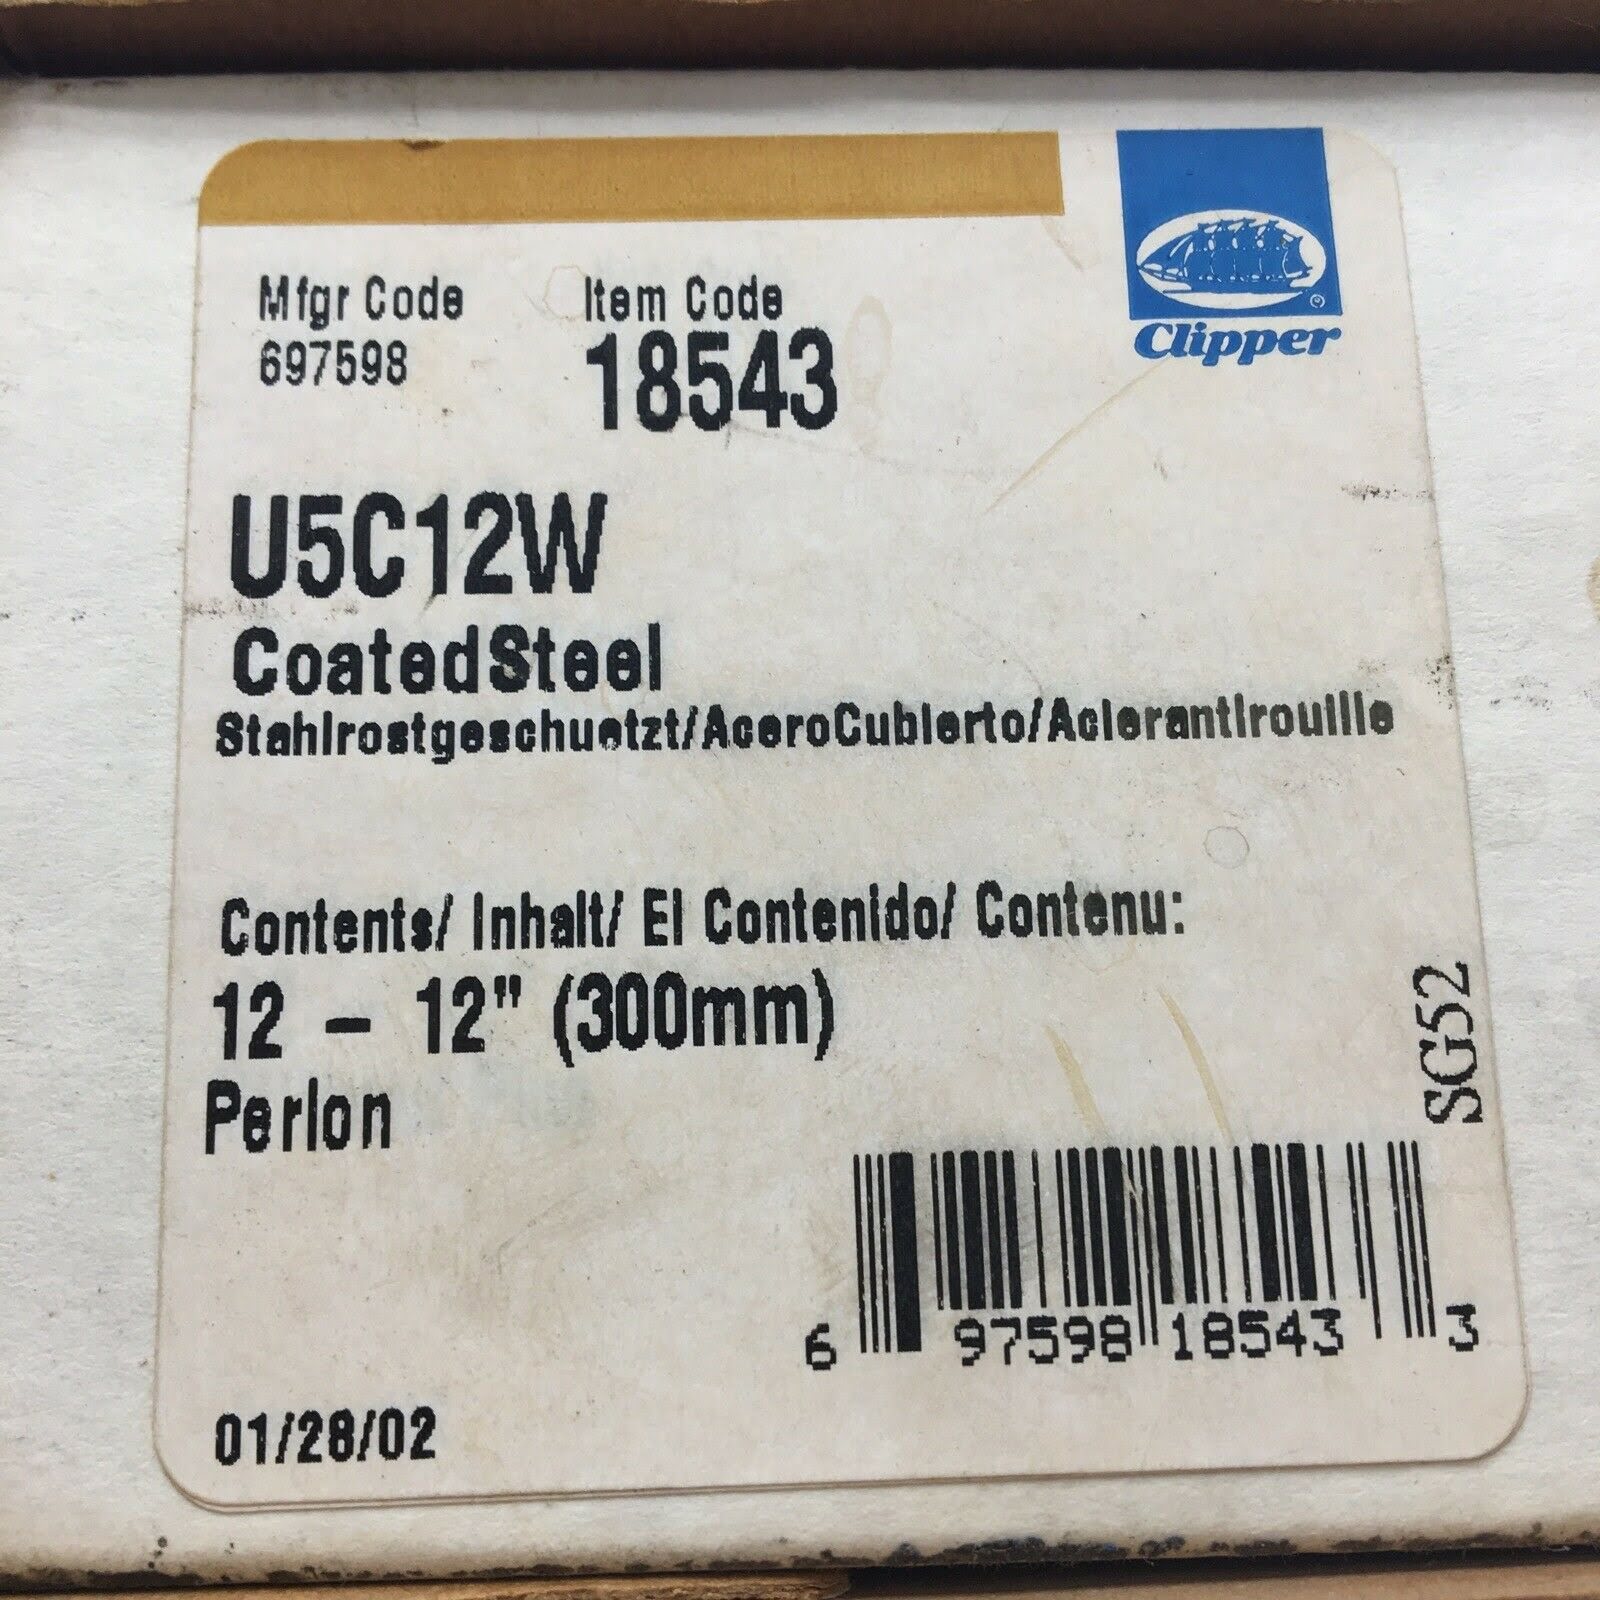 Mfgr Code Item Code
697598 18543
®
Clipper
U5C12W
CoatedSteel
Stahlrostgeschuetzt/AceroCubierto/Acierantirouille
Contents/ Inhalt/ El Contenido/ Contenu:
12 - 12" (300mm)
Perlon
SG52
6 97598 18543 3
01/28/02